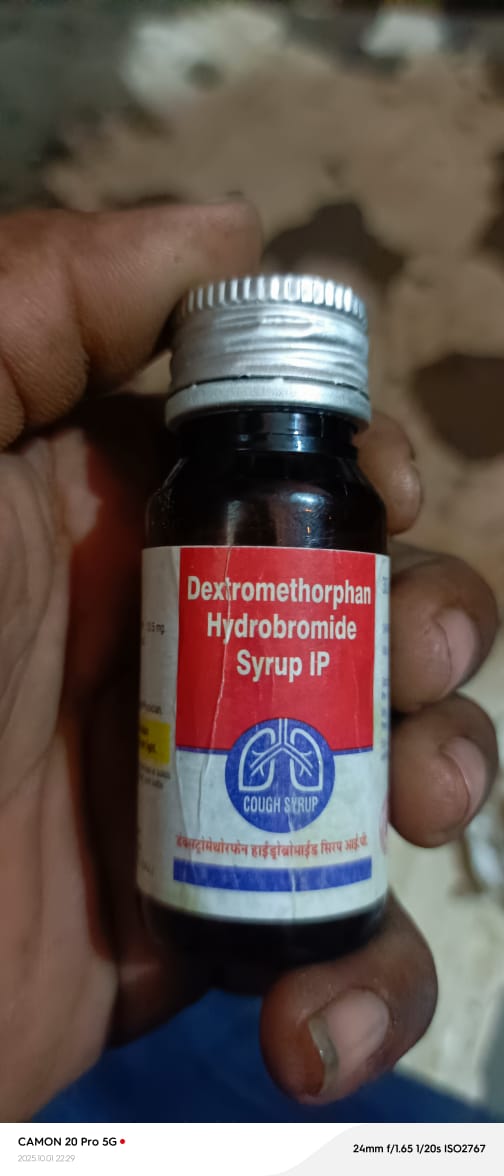 Dextromethorphan
Hydrobromide
Syrup IP
COUGH SYRUP
डेक्सट्रोमेथोरफेन हाईड्रोब्रोमाईड सिरप आई.पी.
CAMON 20 Pro 5G
2025.10.01 22:29
24mm f/1.65 1/20s ISO2767